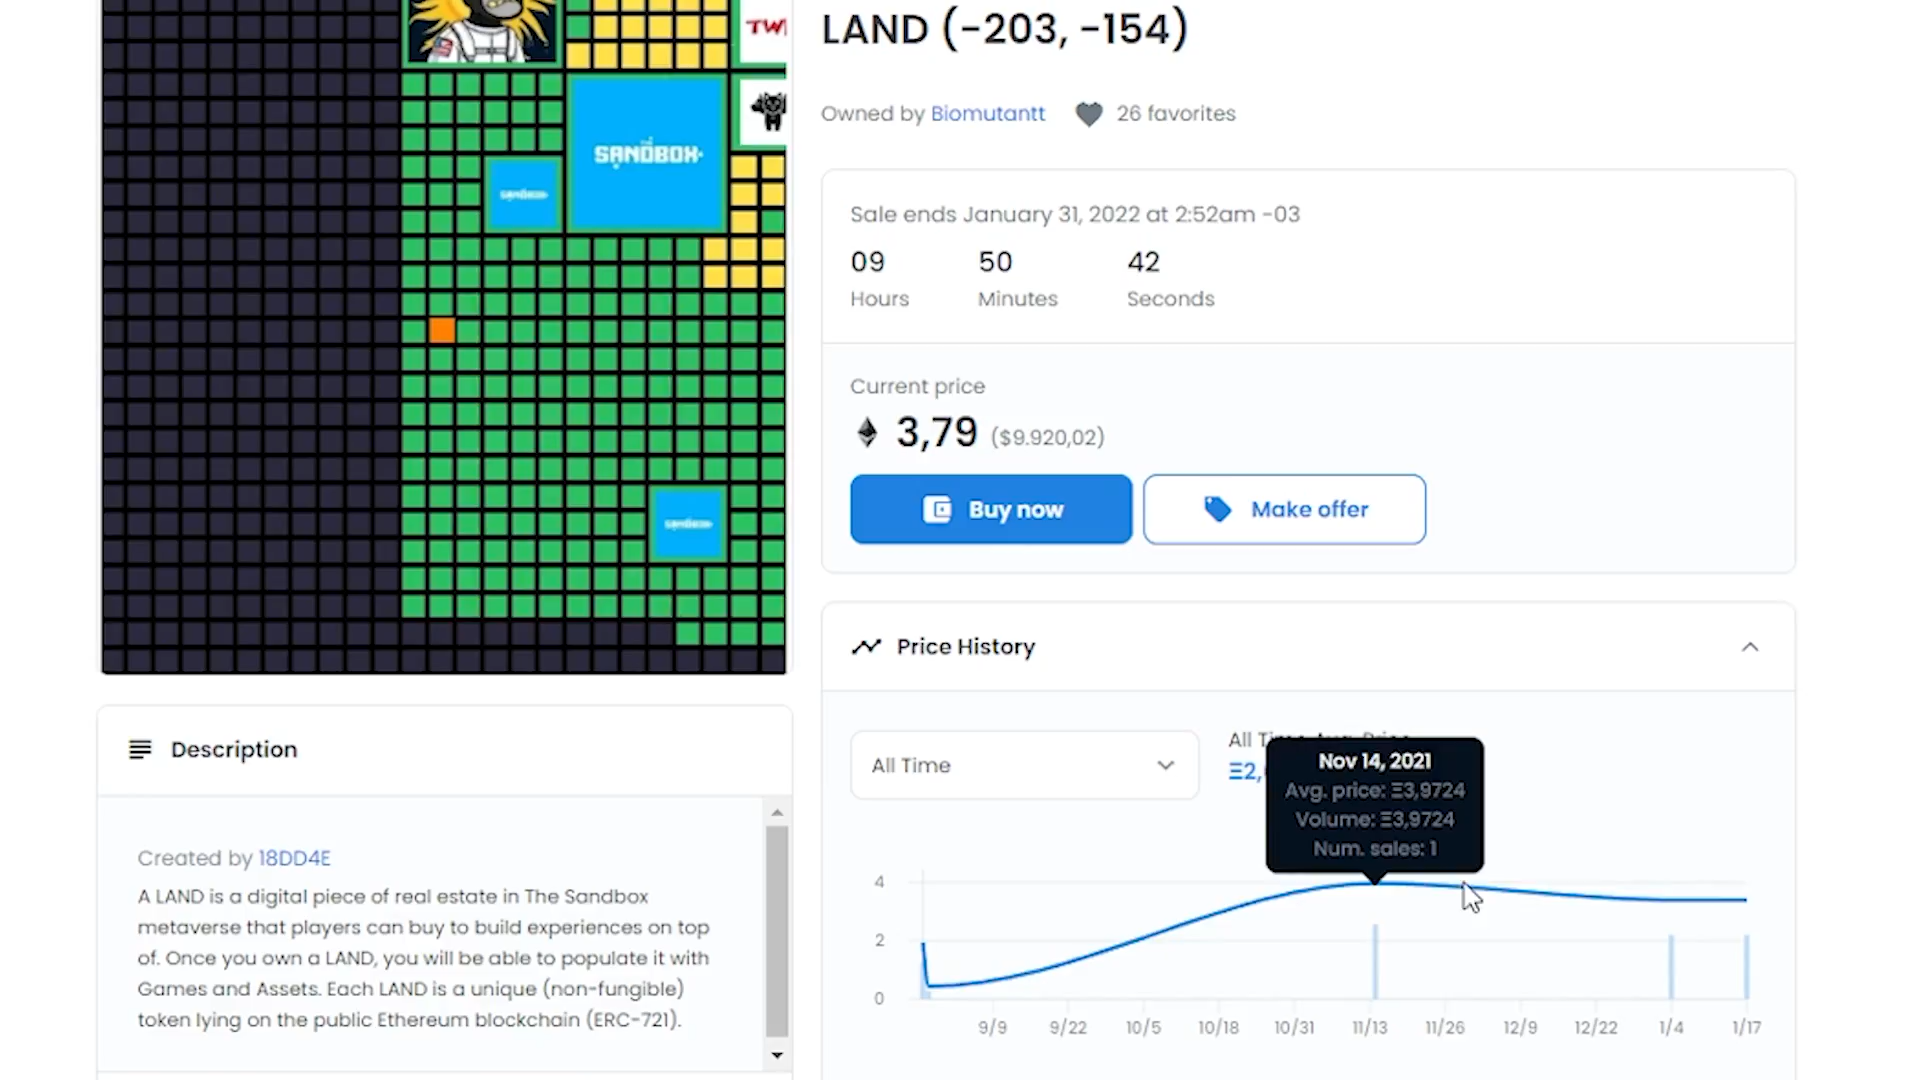 LAND (-203, -154)
TWI
Owned by Biomutantt
26 favorites
SANDBOX
Sandbox
Sale ends January 31, 2022 at 2:52am -03
09
50
42
Hours
Minutes
Seconds
Current price
3,79 ($9.920,02)
Buy now
Make offer
sandbox
Price History
Description
All Time
Ξ2,
Nov 14, 2021
Avg. price: Ξ3,9724
Volume: Ξ3,9724
Num. sales: 1
Created by 18DD4E
A LAND is a digital piece of real estate in The Sandbox
metaverse that players can buy to build experiences on top
of. Once you own a LAND, you will be able to populate it with
Games and Assets. Each LAND is a unique (non-fungible)
token lying on the public Ethereum blockchain (ERC-721).
4
2
0
9/9
9/22
10/5
10/18
10/31
11/13
11/26
12/9
12/22
1/4
1/17